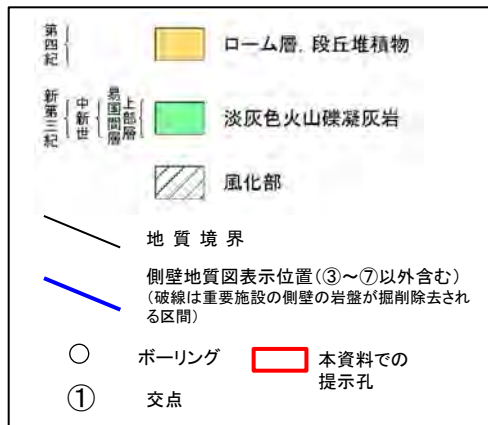 第四紀
ローム層，段丘堆積物
新第三紀
中新世
易国間層
上部層
淡灰色火山礫凝灰岩
風化部
地質境界
側壁地質図表示位置(③～⑦以外含む)
(破線は重要施設の側壁の岩盤が掘削除去され
る区間)
ボーリング
本資料での
提示孔
① 交点